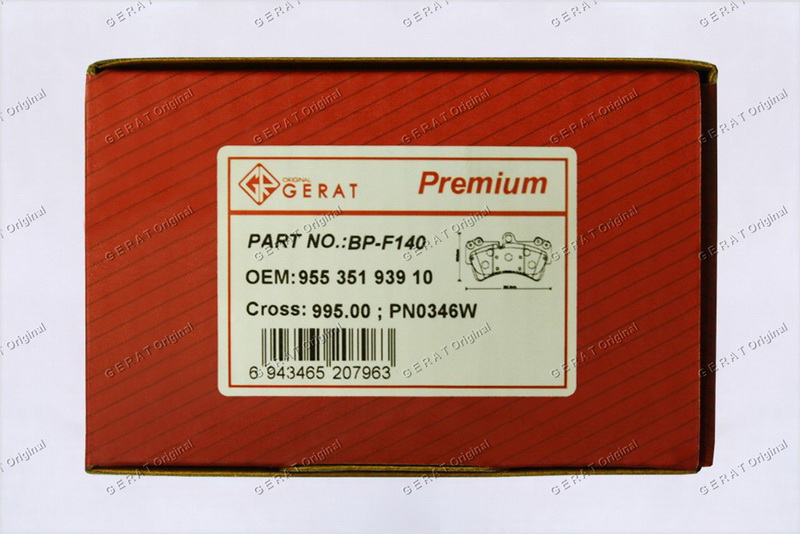 ORIGINAL
GERAT
Premium
PART NO.:BP-F140
OEM:955 351 939 10
Cross: 995.00 ; PN0346W
6 943465 207963
GERAT Original